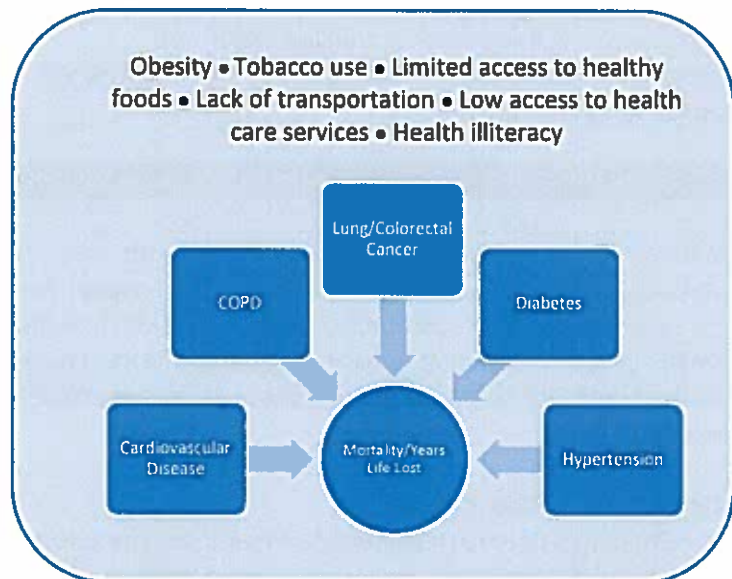 Obesity • Tobacco use • Limited access to healthy
foods • Lack of transportation • Low access to health
care services • Health illiteracy
Lung/Colorectal
Cancer
COPD
Diabetes
Cardiovascular
Disease
Mortality/Years
Life Lost
Hypertension